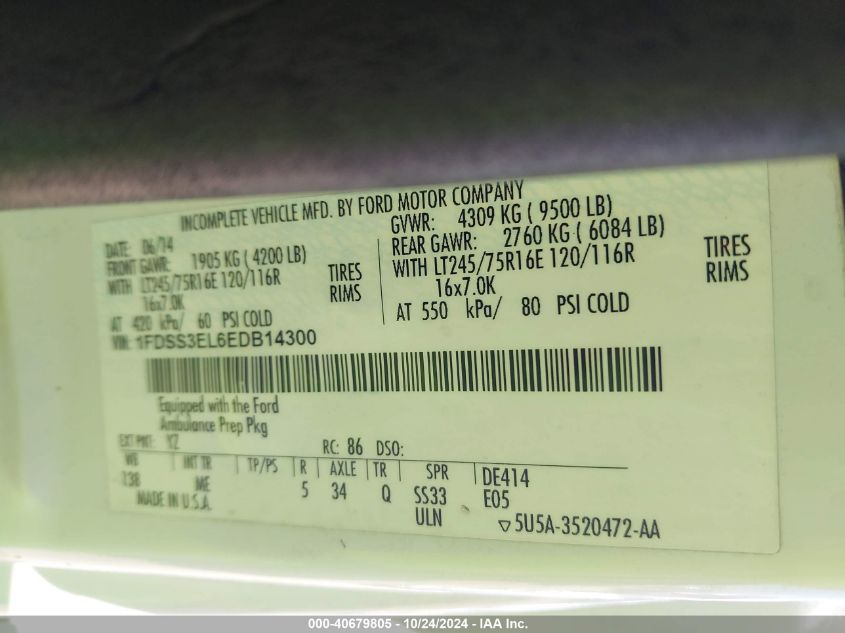 INCOMPLETE VEHICLE MFD. BY FORD MOTOR COMPANY
DATE: 06/14
GVWR: 4309 KG ( 9500 LB)
FRONT GAWR: 1905 KG ( 4200 LB)
REAR GAWR: 2760 KG ( 6084 LB)
WITH LT245/75R16E 120/116R TIRES
WITH LT245/75R16E 120/116R TIRES
16x7.0K RIMS
16x7.0K RIMS
AT 420 kPa/ 60 PSI COLD
AT 550 kPa/ 80 PSI COLD
VIN: 1FDSS3EL6EDB14300
Equipped with the Ford
Ambulance Prep Pkg
EXT PNT: YZ RC: 86 DSO:
WB INT TR TP/PS R AXLE TR SPR DE414
138 ME 5 34 Q SS33 E05
MADE IN U.S.A. ULN ▽5U5A-3520472-AA
000-40679805 - 10/24/2024 - IAA Inc.